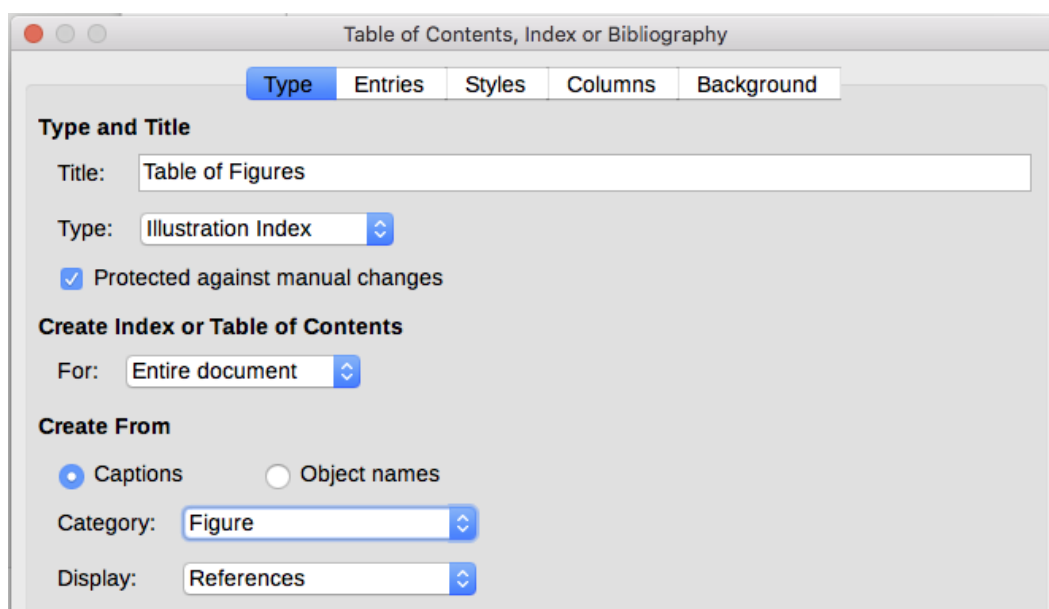 Table of Contents, Index or Bibliography
Type Entries Styles Columns Background
Type and Title
Title: Table of Figures
Type: Illustration Index
Protected against manual changes
Create Index or Table of Contents
For: Entire document
Create From
Captions Object names
Category: Figure
Display: References